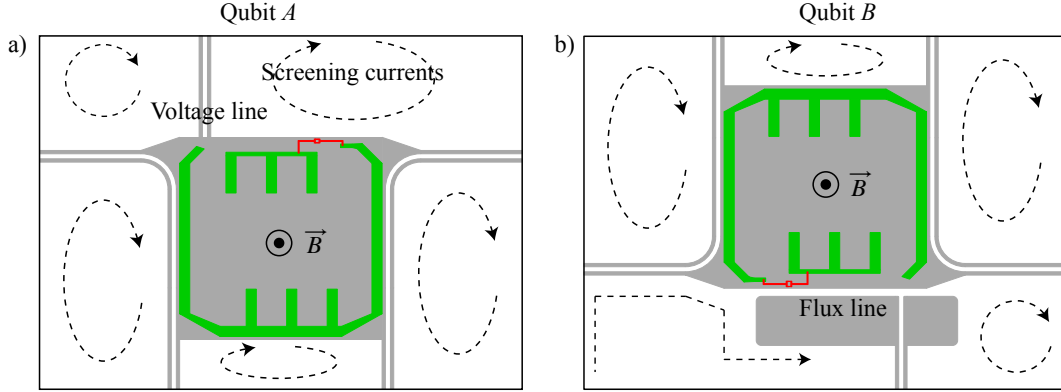 Qubit A
Qubit B
a)
b)
Screening currents
Voltage line
B
B
Flux line